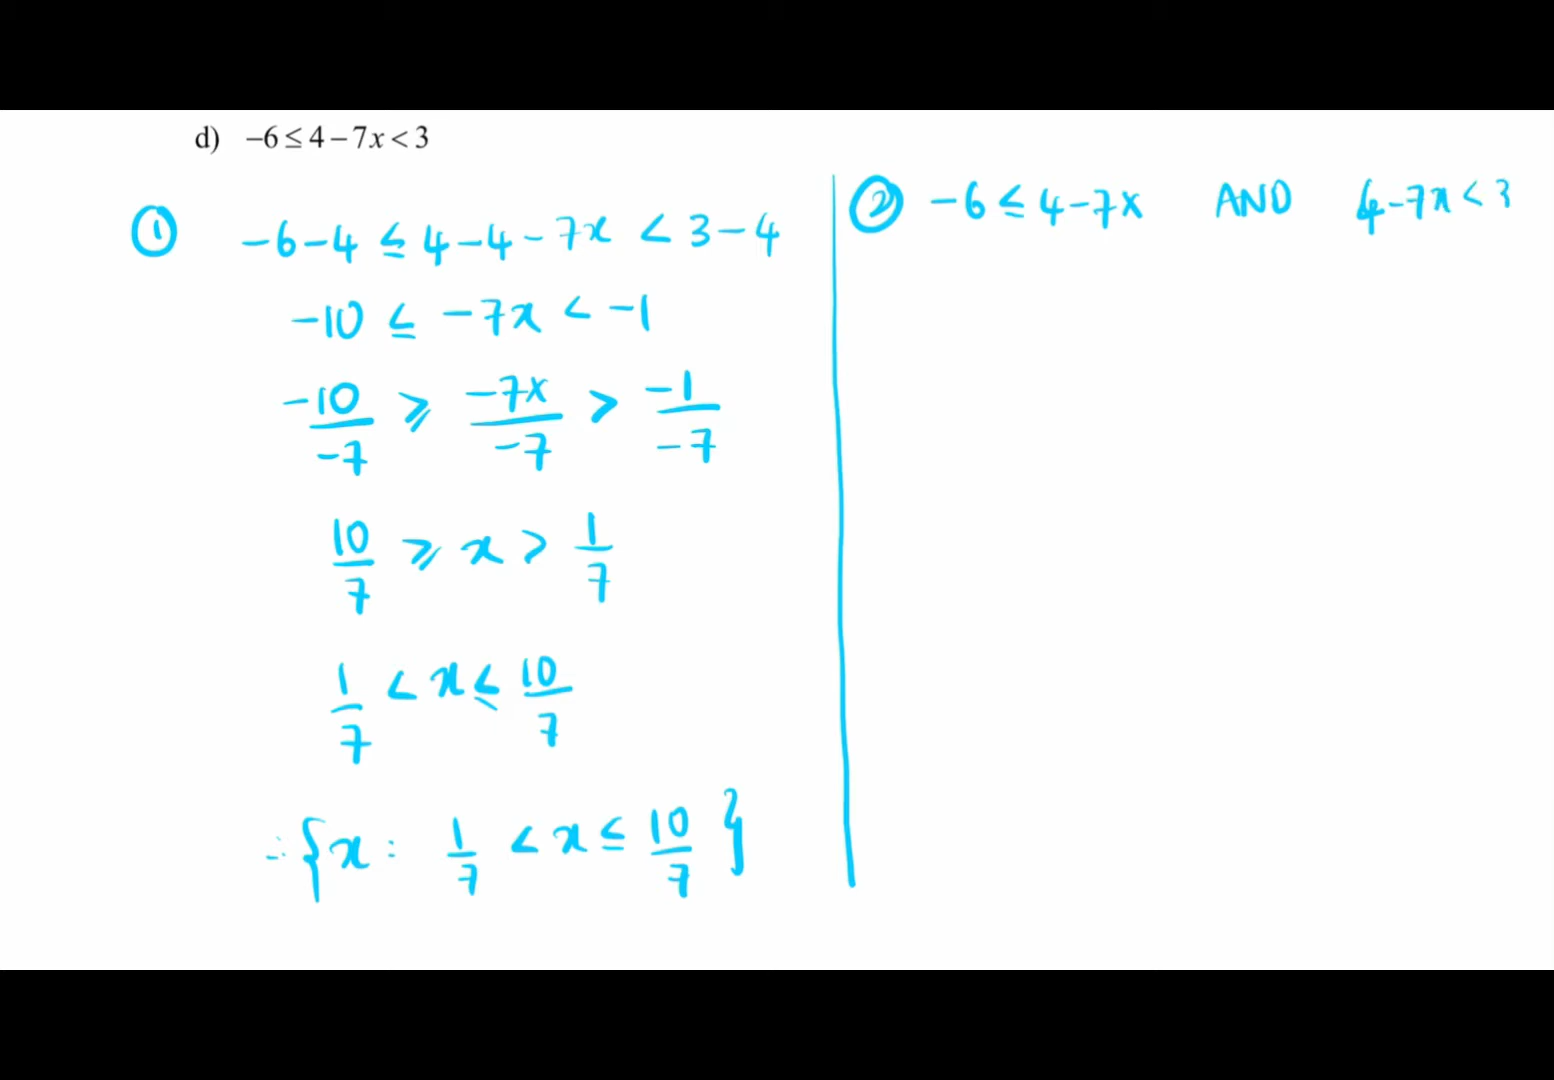 d) −6 ≤ 4 − 7x < 3
① -6-4 ≤ 4-4-7x < 3-4
-10 ≤ -7x < -1
-10/-7 ≥ -7x/-7 > -1/-7
10/7 ≥ x > 1/7
1/7 < x ≤ 10/7
∴ {x : 1/7 < x ≤ 10/7}
② -6 ≤ 4-7x AND 4-7x < 3